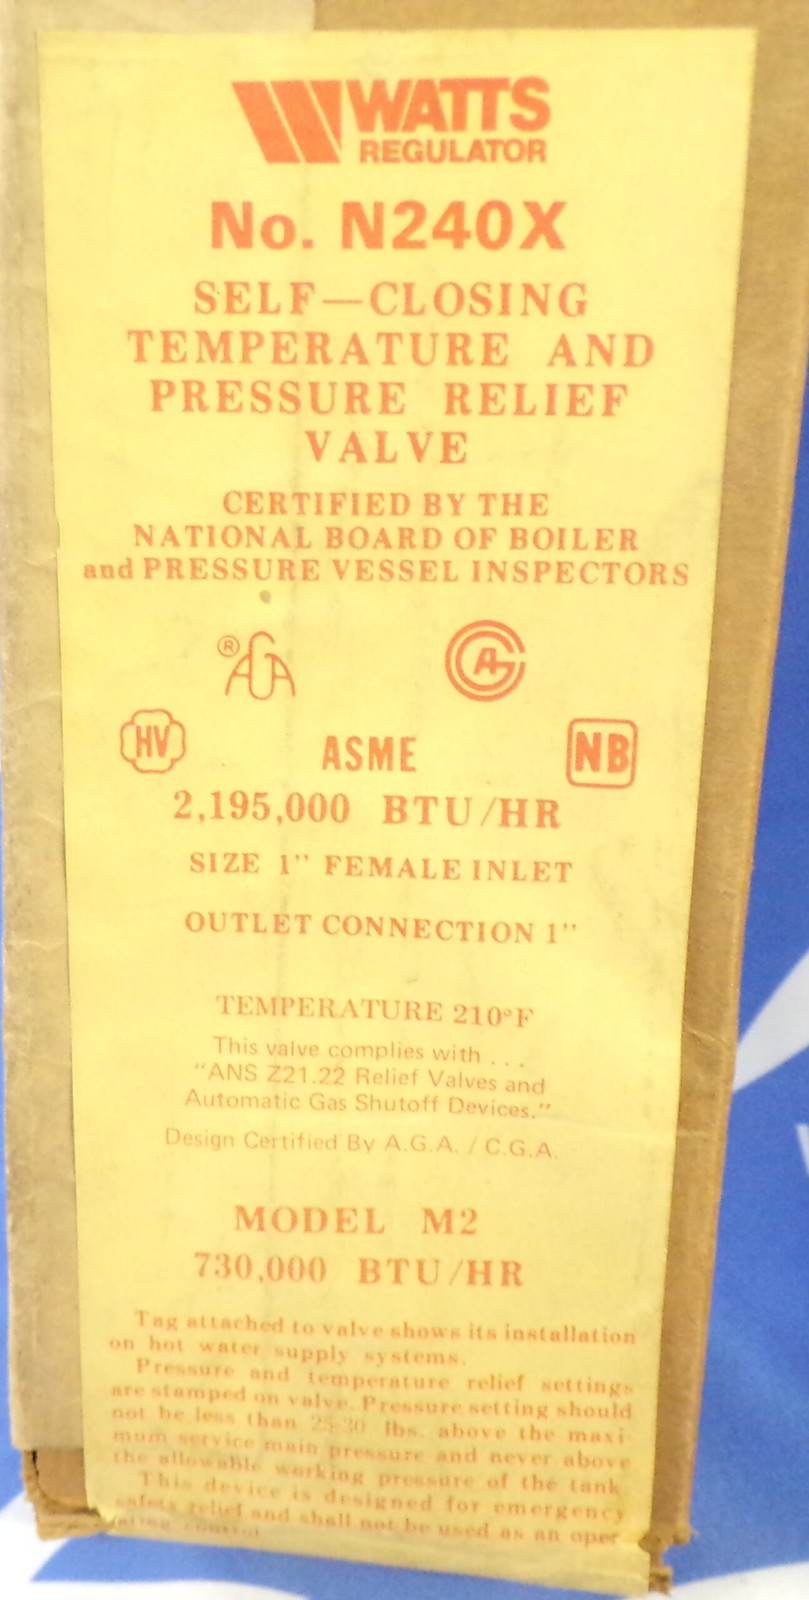 WATTS
REGULATOR
No. N240X
SELF—CLOSING
TEMPERATURE AND
PRESSURE RELIEF
VALVE
CERTIFIED BY THE
NATIONAL BOARD OF BOILER
and PRESSURE VESSEL INSPECTORS
® AGA
HV ASME NB
2,195,000 BTU/HR
SIZE 1" FEMALE INLET
OUTLET CONNECTION 1"
TEMPERATURE 210°F
This valve complies with . . .
"ANS Z21.22 Relief Valves and
Automatic Gas Shutoff Devices."
Design Certified By A.G.A. / C.G.A.
MODEL M2
730,000 BTU/HR
Tag attached to valve shows its installation
on hot water supply systems.
Pressure and temperature relief settings
are stamped on valve. Pressure setting should
not be less than 25-30 lbs. above the maxi-
mum service main pressure and never above
the allowable working pressure of the tank
This device is designed for emergency
safety relief and shall not be used as an oper
ating control